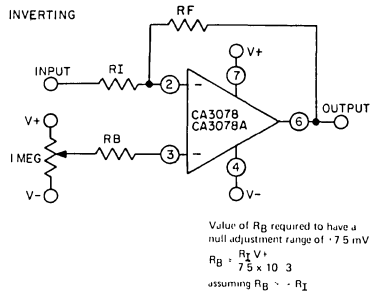 INVERTING
RF
INPUT
RI
2
−
V+
7
CA3078
CA3078A
6
OUTPUT
V+
1 MEG
V−
RB
3
−
4
V−
Value of RB required to have a
null adjustment range of ·7 5 mV
RB = RI V+
7 5 x 10 3
assuming RB > > RI